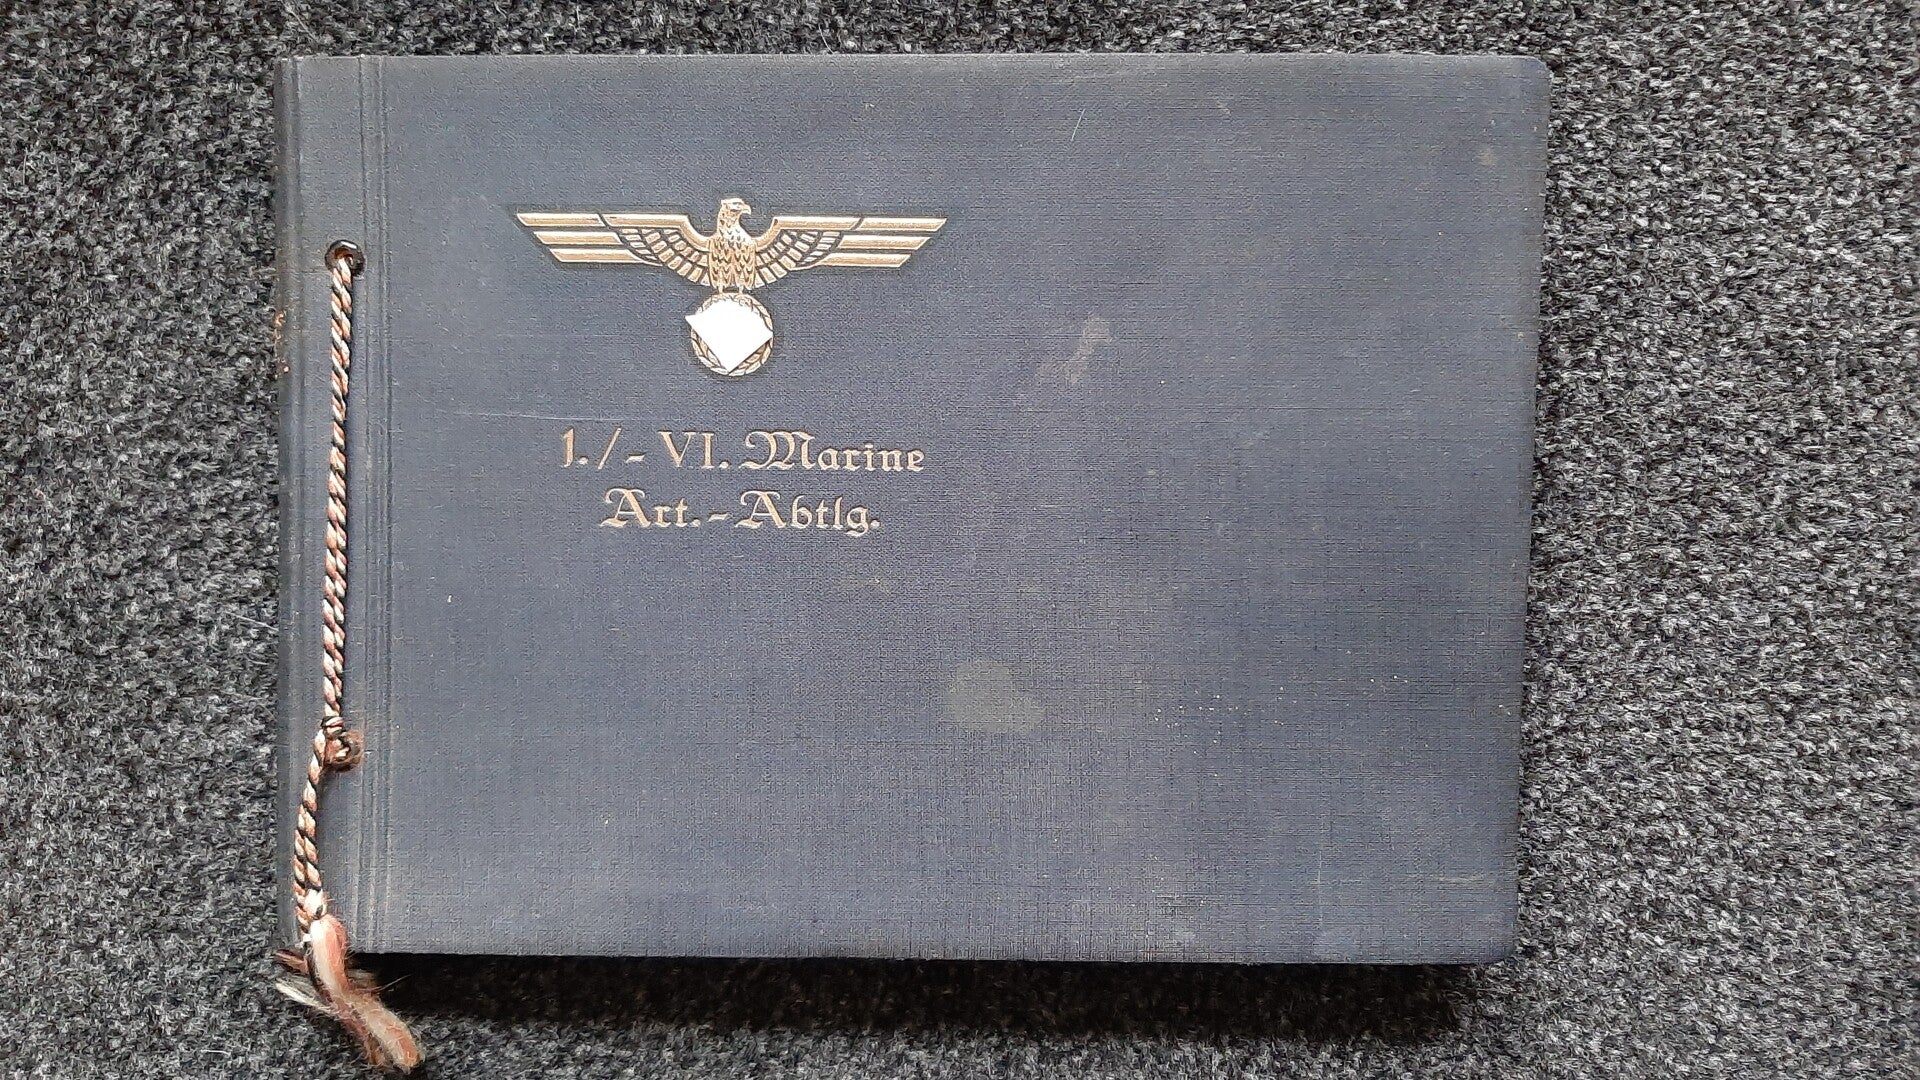 1./- VI. Marine
Art.-Abtlg.